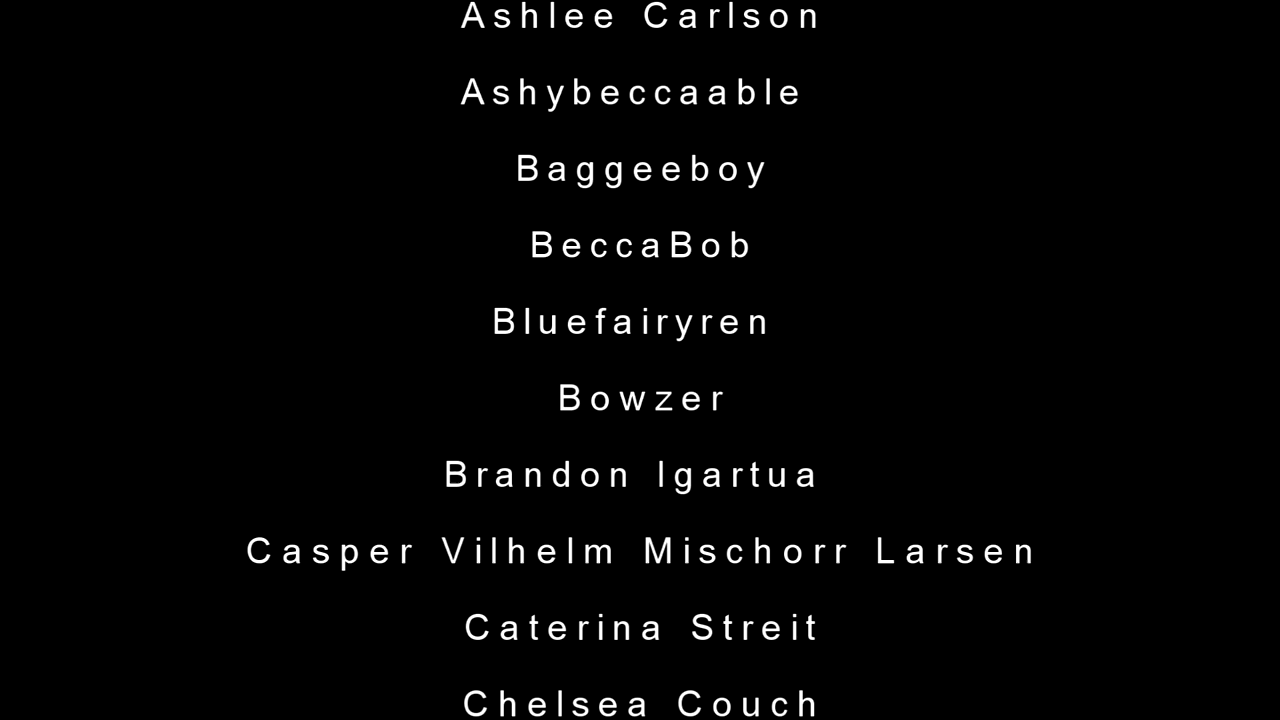 Ashlee Carlson
Ashybeccaable
Baggeeboy
BeccaBob
Bluefairyren
Bowzer
Brandon Igartua
Casper Vilhelm Mischorr Larsen
Caterina Streit
Chelsea Couch